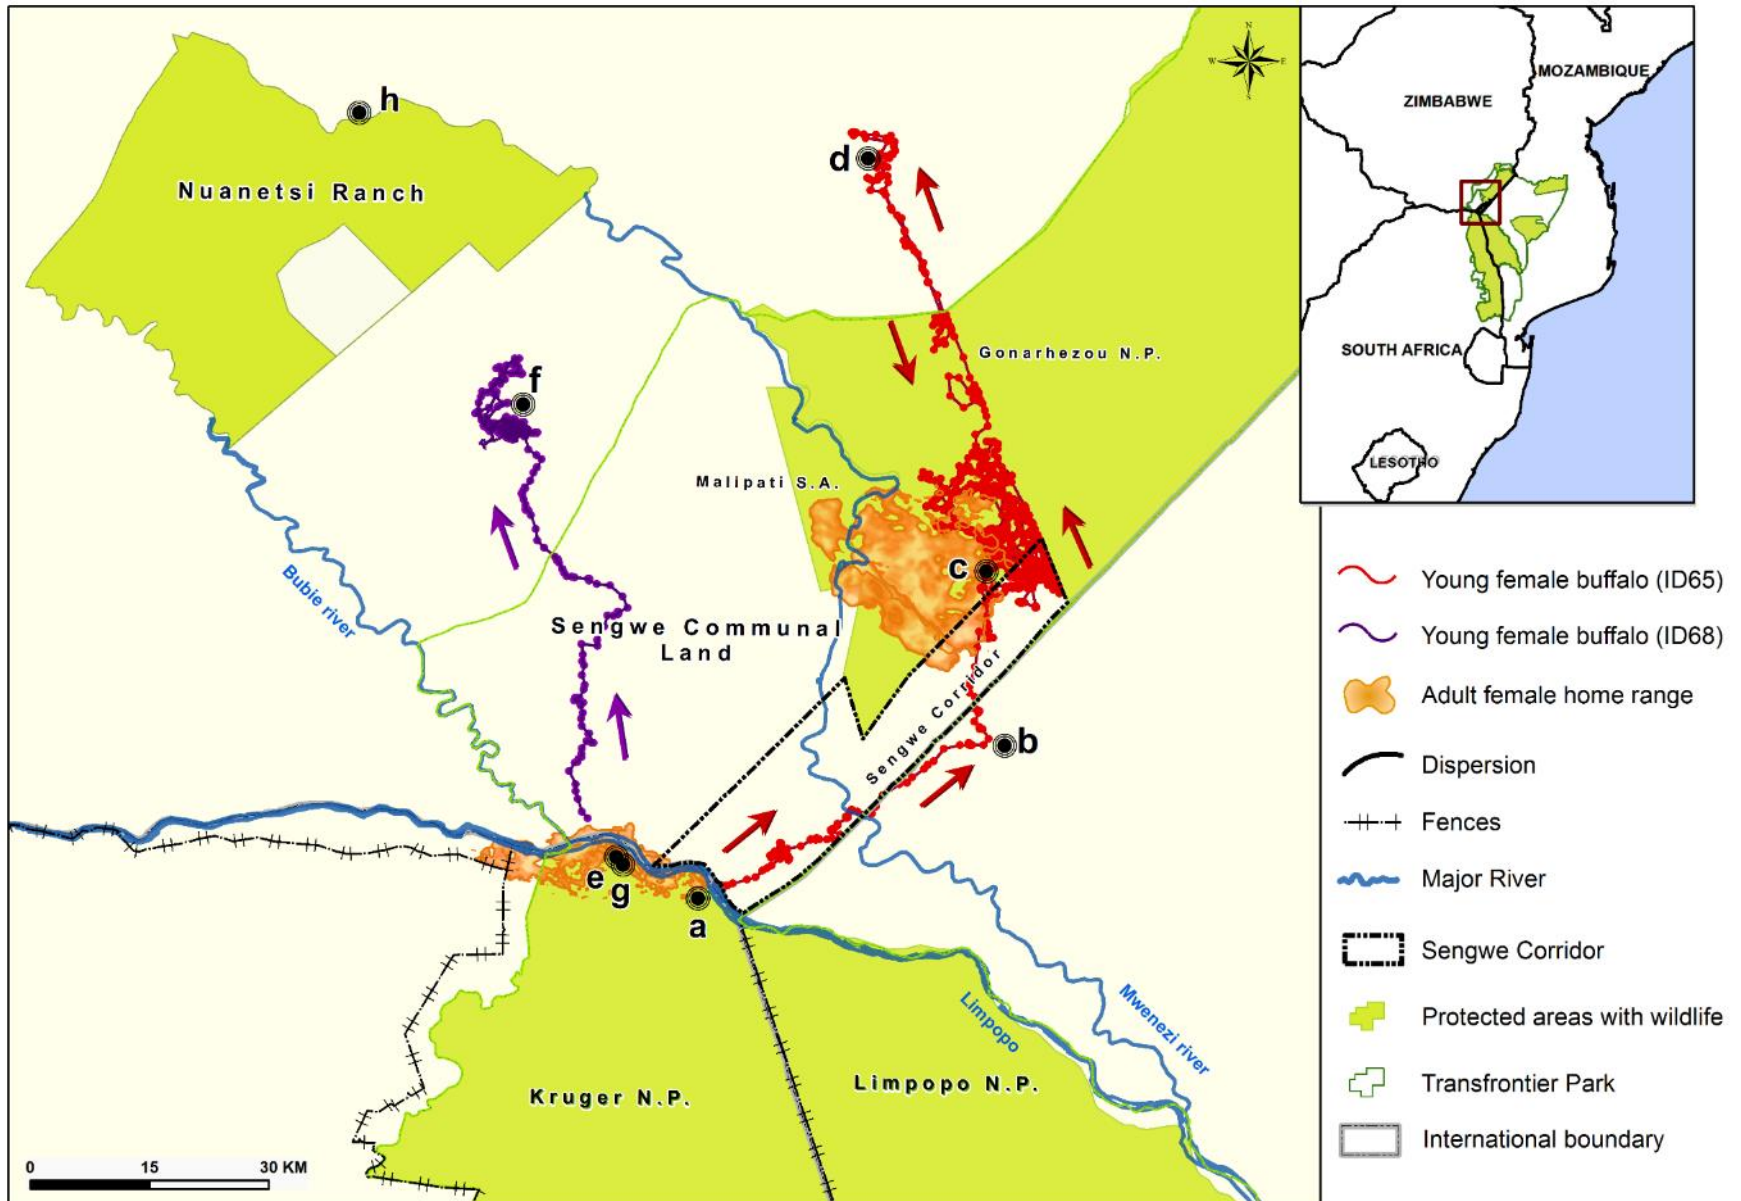 h
Nuanetsi Ranch
d
N
W
E
S
Gonarhezou N.P.
f
Malipati S.A.
c
Bubie river
Sengwe Communal
Land
Sengwe Corridor
b
e
g
a
Limpopo
Mwenezi river
Kruger N.P.
Limpopo N.P.
0 15 30 KM
MOZAMBIQUE
ZIMBABWE
SOUTH AFRICA
LESOTHO
Young female buffalo (ID65)
Young female buffalo (ID68)
Adult female home range
Dispersion
Fences
Major River
Sengwe Corridor
Protected areas with wildlife
Transfrontier Park
International boundary